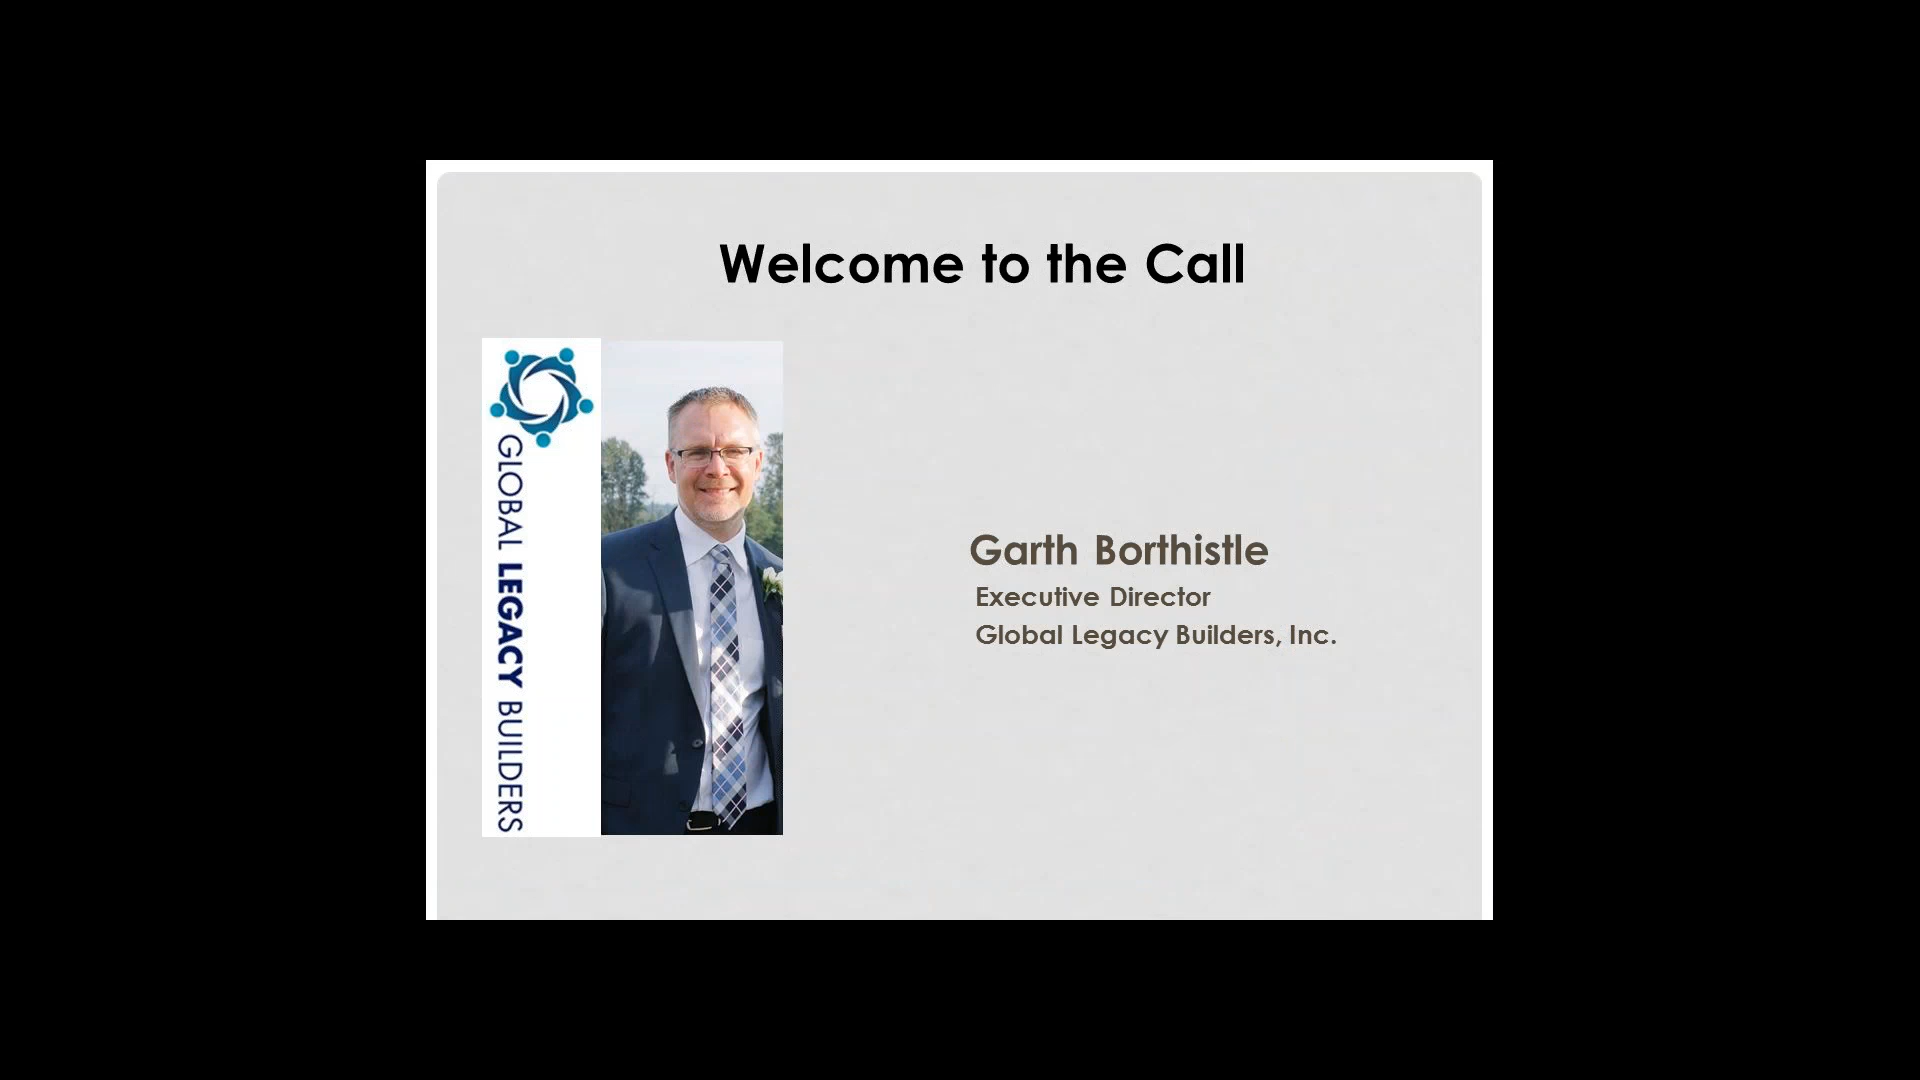 Welcome to the Call
GLOBAL LEGACY BUILDERS
Garth Borthistle
Executive Director
Global Legacy Builders, Inc.